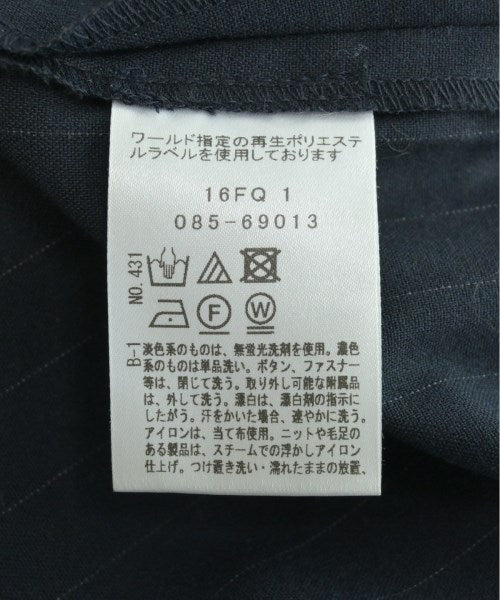 ワールド指定の再生ポリエステ
ルラベルを使用しております
16FQ 1
085-69013
NO. 431
F
W
B-1
淡色系のものは、無蛍光洗剤を使用。濃色
系のものは単品洗い。ボタン、ファスナー
等は、閉じて洗う。取り外し可能な附属品
は、外して洗う。漂白は、漂白剤の指示に
したがう。汗をかいた場合、速やかに洗う。
アイロンは、当て布使用。ニットや毛足の
ある製品は、スチームでの浮かしアイロン
仕上げ。つけ置き洗い・濡れたままの放置、